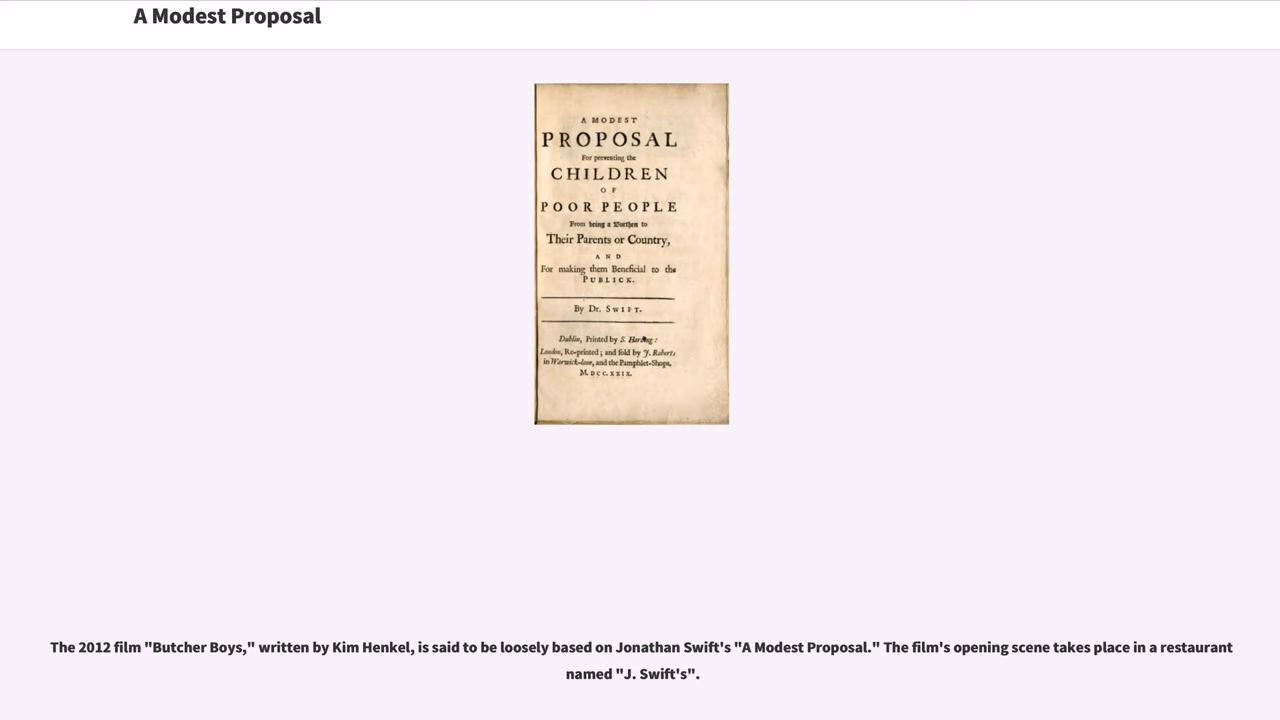 A Modest Proposal
A MODEST
PROPOSAL
For preventing the
CHILDREN
OF
POOR PEOPLE
From being a Burthen to
Their Parents or Country,
AND
For making them Beneficial to the
PUBLICK.
By Dr. SWIFT.
Dublin, Printed by S. Harding:
London, Re-printed; and sold by J. Roberts
in Warwick-lane, and the Pamphlet-Shops.
M.DCC.XXIX.
The 2012 film "Butcher Boys," written by Kim Henkel, is said to be loosely based on Jonathan Swift's "A Modest Proposal." The film's opening scene takes place in a restaurant
named "J. Swift's".